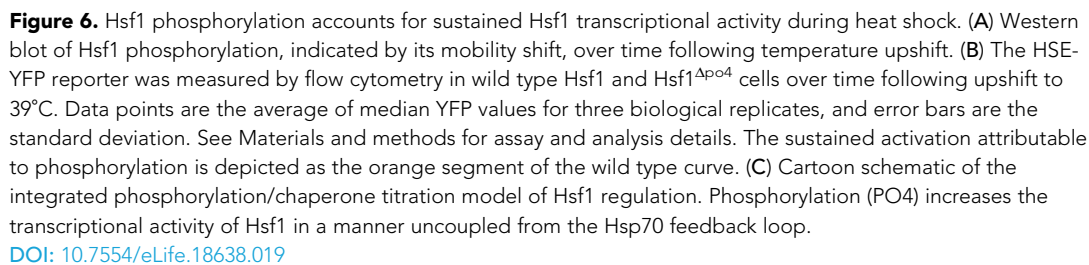 Figure 6. Hsf1 phosphorylation accounts for sustained Hsf1 transcriptional activity during heat shock. (A) Western
blot of Hsf1 phosphorylation, indicated by its mobility shift, over time following temperature upshift. (B) The HSE-
YFP reporter was measured by flow cytometry in wild type Hsf1 and Hsf1^Δpo4 cells over time following upshift to
39°C. Data points are the average of median YFP values for three biological replicates, and error bars are the
standard deviation. See Materials and methods for assay and analysis details. The sustained activation attributable
to phosphorylation is depicted as the orange segment of the wild type curve. (C) Cartoon schematic of the
integrated phosphorylation/chaperone titration model of Hsf1 regulation. Phosphorylation (PO4) increases the
transcriptional activity of Hsf1 in a manner uncoupled from the Hsp70 feedback loop.
DOI: 10.7554/eLife.18638.019